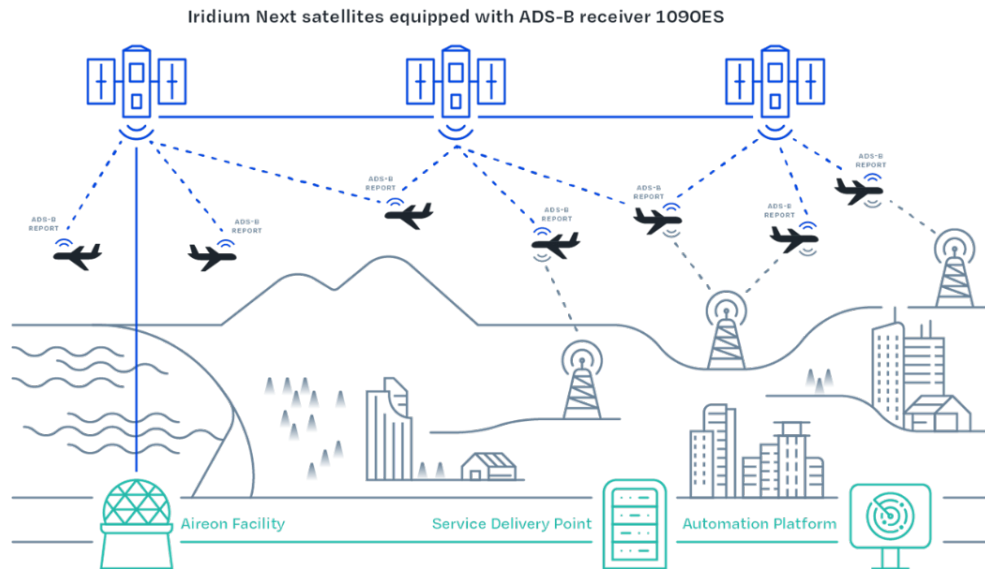 Iridium Next satellites equipped with ADS-B receiver 1090ES
ADS-B
REPORT
ADS-B
REPORT
ADS-B
REPORT
ADS-B
REPORT
ADS-B
REPORT
ADS-B
REPORT
ADS-B
REPORT
Aireon Facility
Service Delivery Point
Automation Platform